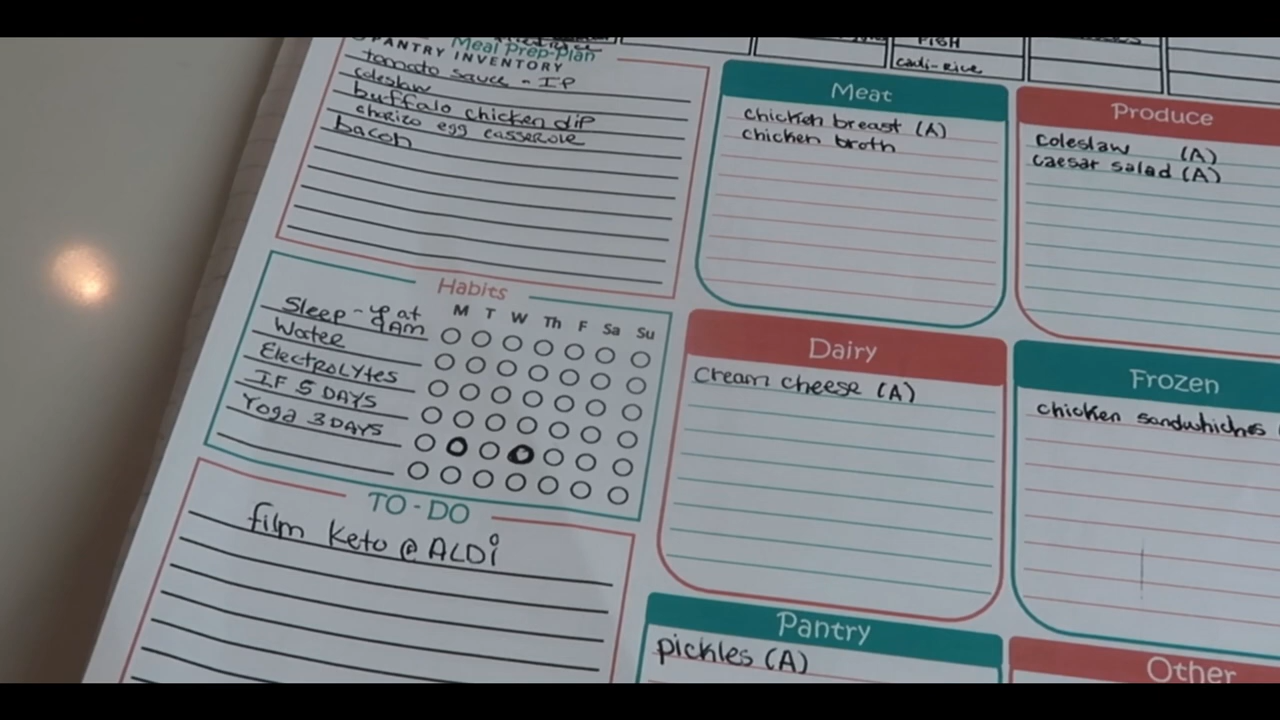 FISH
cauli-Rice
Meal Prep-Plan
PANTRY INVENTORY
tomato sauce - IP
coleslaw
buffalo chicken dip
chorizo egg casserole
bacon
Meat
chicken breast (A)
chicken broth
Produce
coleslaw (A)
caesar salad (A)
Habits
M T W Th F Sa Su
Sleep - up at
9AM
Water
Electrolytes
IF 5 DAYS
Yoga 3 DAYS
Dairy
Cream cheese (A)
Frozen
chicken sandwhiches
TO-DO
film Keto @ ALDi
Pantry
pickles (A)
Other